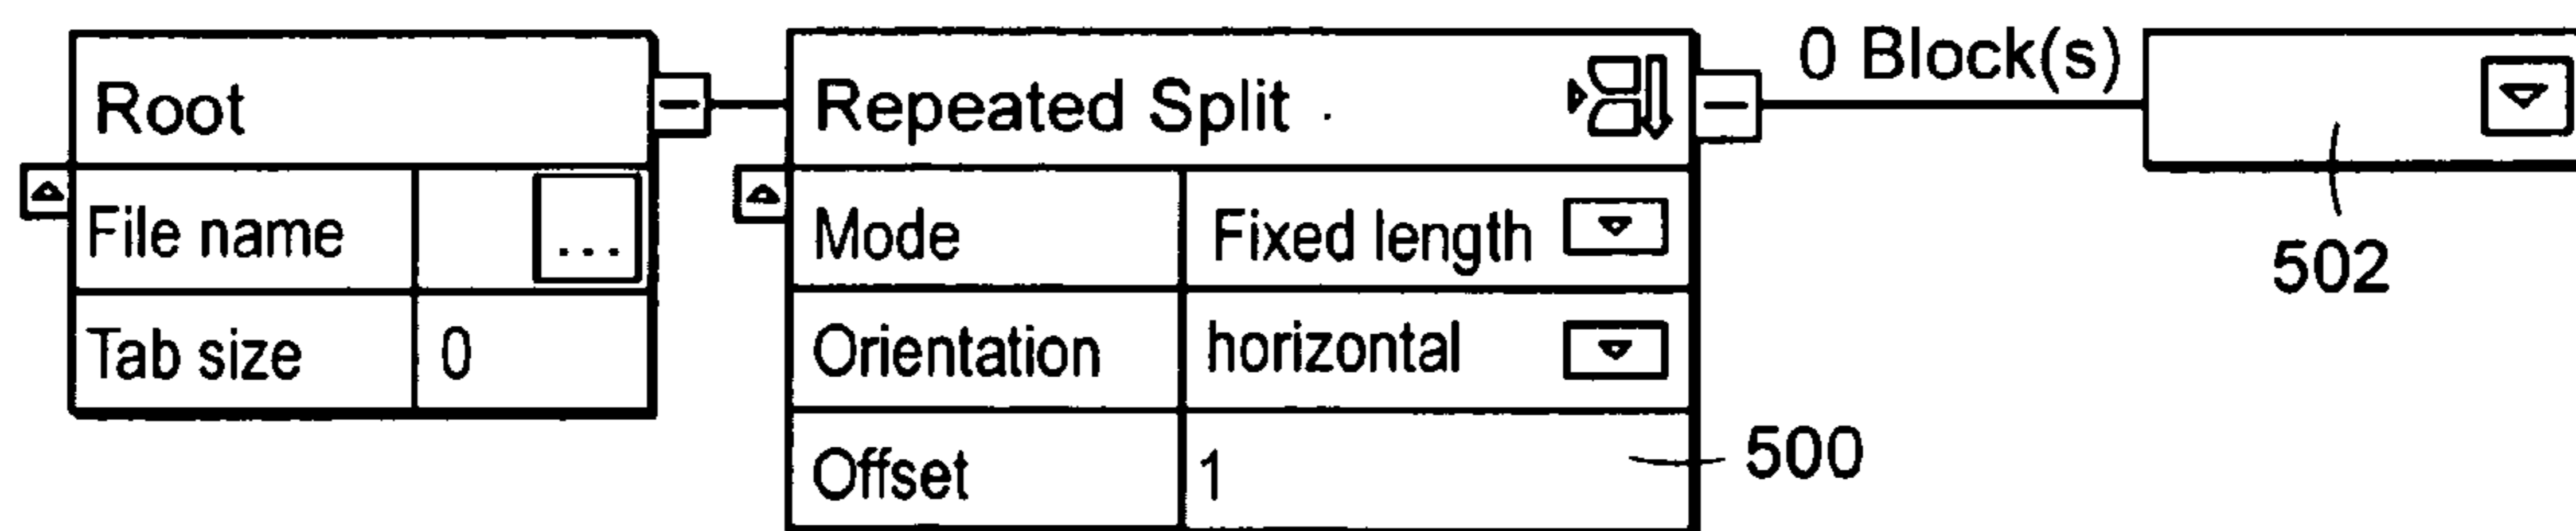 Root
File name ...
Tab size 0
Repeated Split
Mode Fixed length
Orientation horizontal
Offset 1
500
0 Block(s)
502